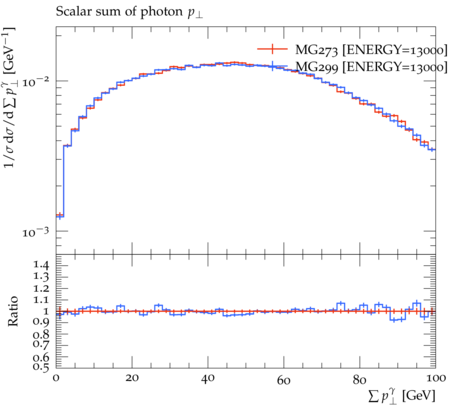 Scalar sum of photon p⊥
1/σ dσ/d ∑ p⊥^γ [GeV⁻¹]
MG273 [ENERGY=13000]
MG299 [ENERGY=13000]
10⁻²
10⁻³
Ratio
1.4
1.3
1.2
1.1
1
0.9
0.8
0.7
0.6
0.5
0 20 40 60 80 100
∑ p⊥^γ [GeV]